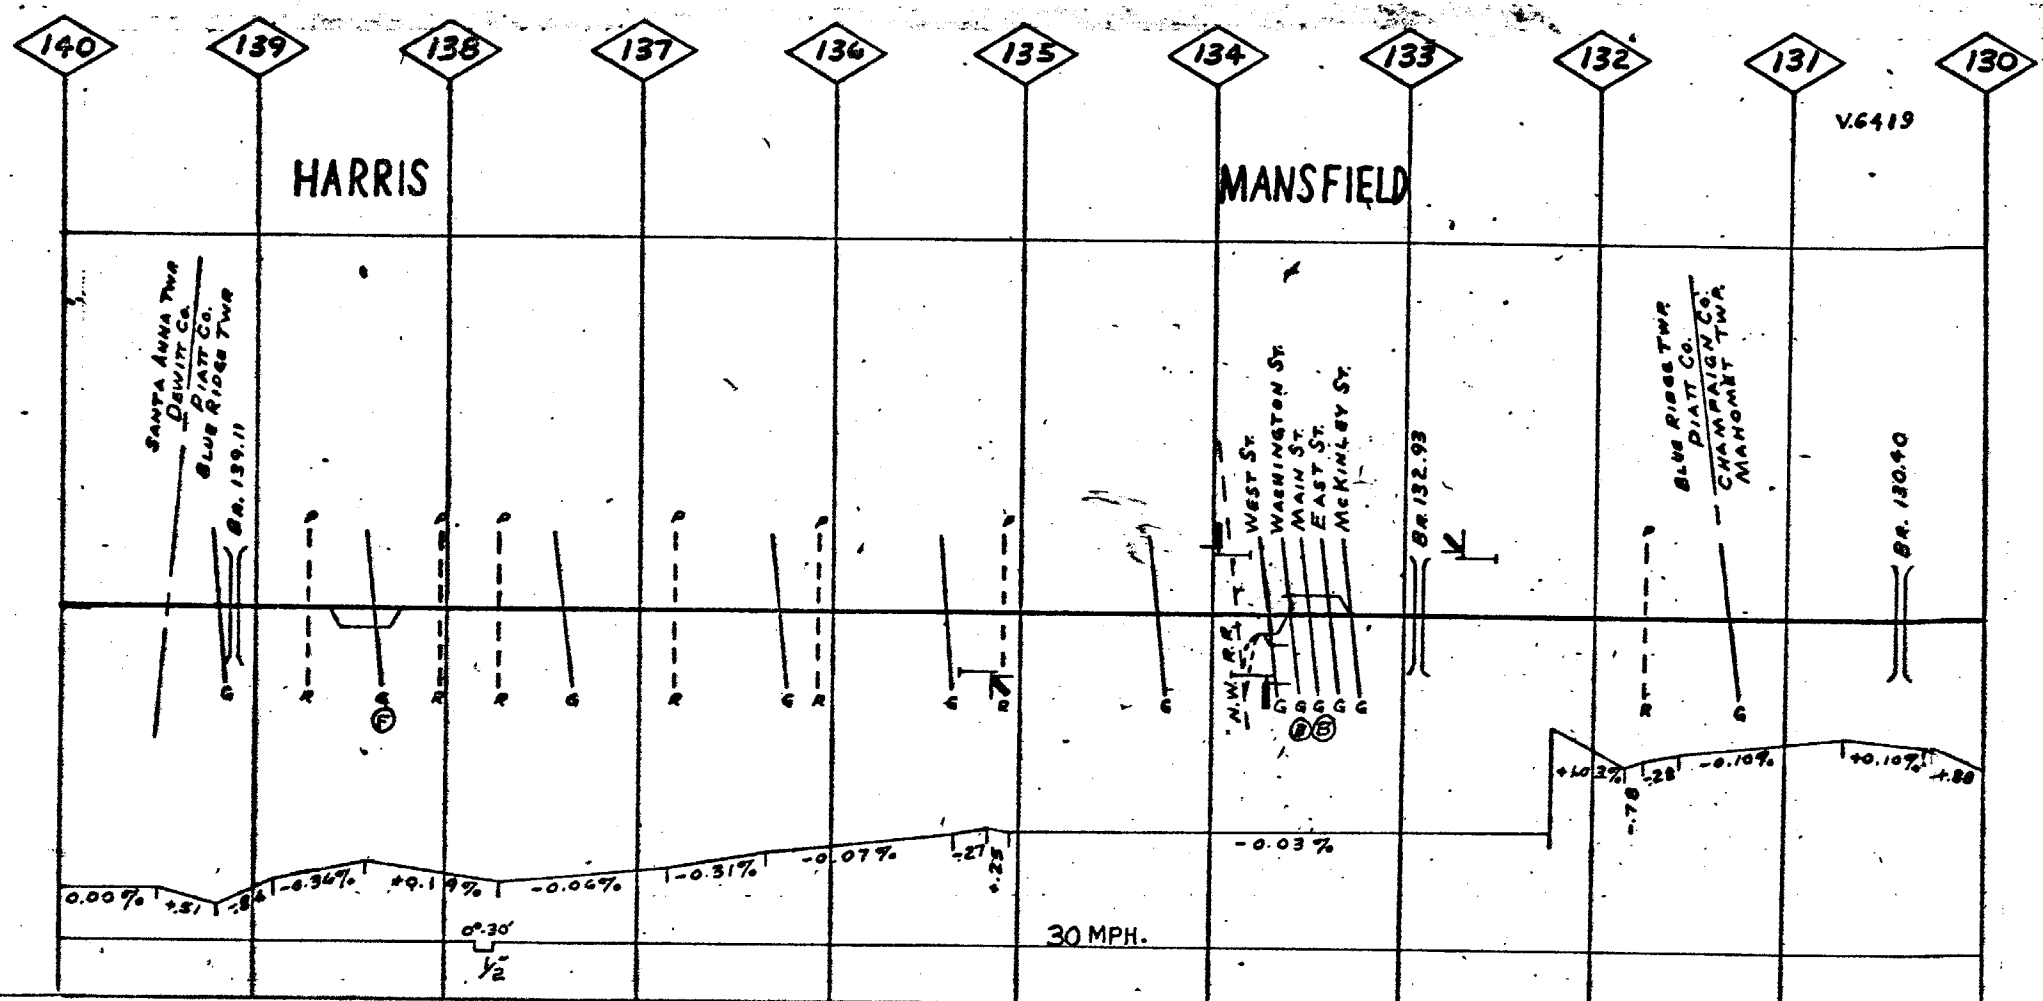 140 139 138 137 136 135 134 133 132 131 130
V.6419
HARRIS
MANSFIELD
SANTA ANNA TWP
DEWITT CO.
PIATT CO.
BLUE RIDGE TWP
BR. 139.11
WEST ST.
WASHINGTON ST.
MAIN ST.
EAST ST.
McKINLEY ST.
BR. 132.93
BLUE RIDGE TWP.
PIATT CO.
CHAMPAIGN CO.
MAHOMET TWP.
BR. 130.40
P P P P P P P
N.W.R.R.
G R G R R G R G R G R G G G G G G R G
F
B B
+1.03% -.78 -.28 -0.10% +0.10% +.80
0.00% +.51 -0.36% +0.19% -0.06% -0.31% -0.07% -.27 +.25 -0.03%
0°.30'
1/2"
30 MPH.